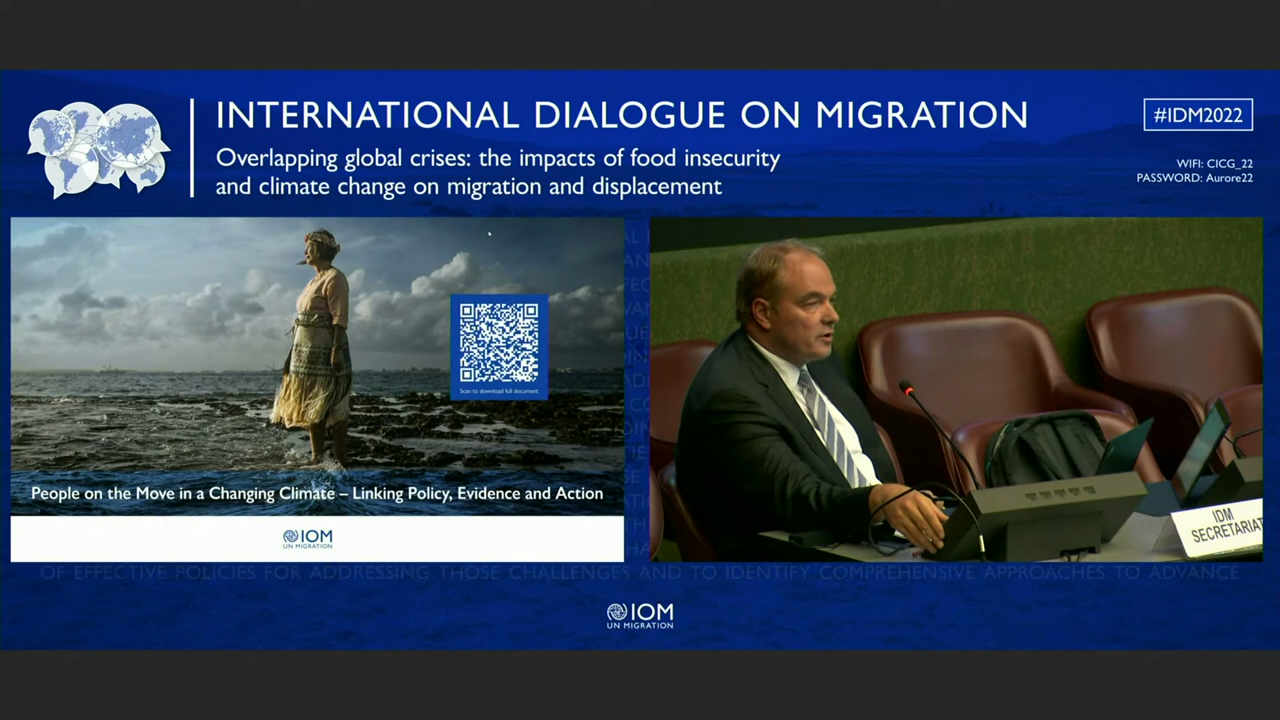 INTERNATIONAL DIALOGUE ON MIGRATION
Overlapping global crises: the impacts of food insecurity
and climate change on migration and displacement
#IDM2022
WIFI: CICG_22
PASSWORD: Aurore22
Scan to download full document
People on the Move in a Changing Climate – Linking Policy, Evidence and Action
IOM
UN MIGRATION
IDM
SECRETARIAT
OF EFFECTIVE POLICIES FOR ADDRESSING THOSE CHALLENGES AND TO IDENTIFY COMPREHENSIVE APPROACHES TO ADVANCE
IOM
UN MIGRATION